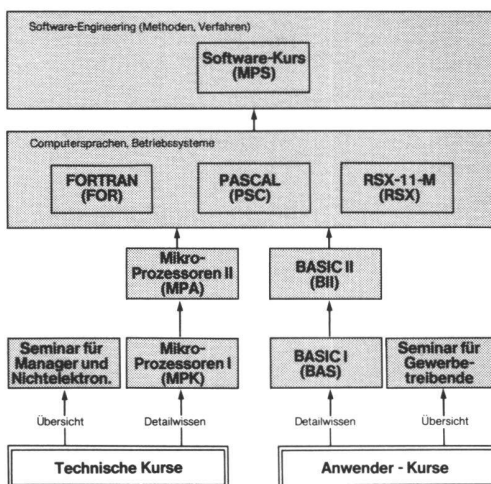 Software-Engineering (Methoden, Verfahren)
Software-Kurs
(MPS)
Computersprachen, Betriebssysteme
FORTRAN
(FOR)
PASCAL
(PSC)
RSX-11-M
(RSX)
Mikro-
Prozessoren II
(MPA)
BASIC II
(BII)
Seminar für
Manager und
Nichtelektron.
Mikro-
Prozessoren I
(MPK)
BASIC I
(BAS)
Seminar für
Gewerbe-
treibende
Übersicht
Detailwissen
Detailwissen
Übersicht
Technische Kurse
Anwender - Kurse